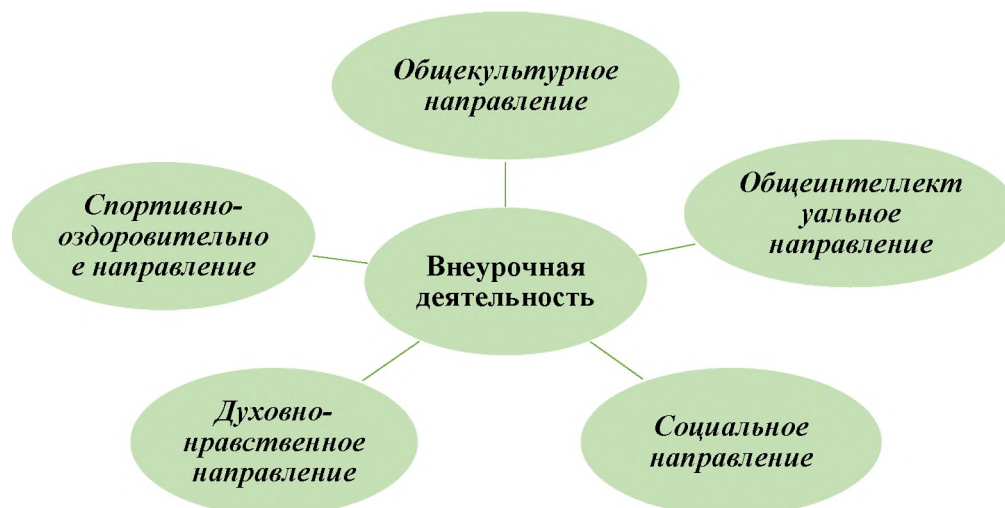 Общекультурное
направление
Общеинтеллект
уальное
направление
Спортивно-
оздоровительно
е направление
Внеурочная
деятельность
Духовно-
нравственное
направление
Социальное
направление